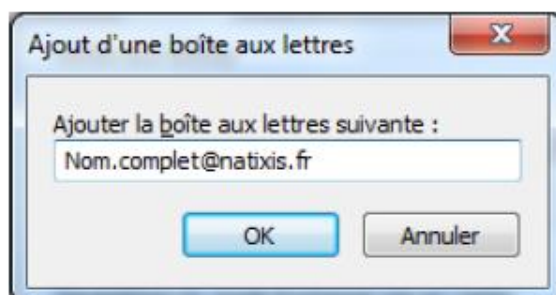 Ajout d'une boîte aux lettres
Ajouter la boîte aux lettres suivante :
Nom.complet@natixis.fr
OK
Annuler